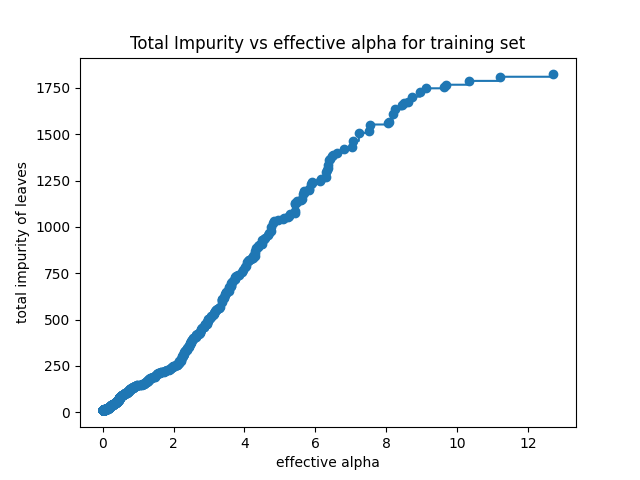 Total Impurity vs effective alpha for training set
1750
1500
1250
1000
750
500
250
0
total impurity of leaves
0 2 4 6 8 10 12
effective alpha